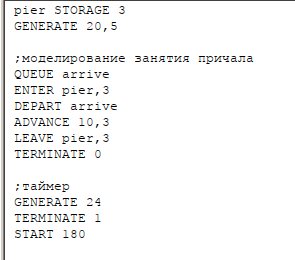 pier STORAGE 3
GENERATE 20,5
;моделирование занятия причала
QUEUE arrive
ENTER pier,3
DEPART arrive
ADVANCE 10,3
LEAVE pier,3
TERMINATE 0
;таймер
GENERATE 24
TERMINATE 1
START 180